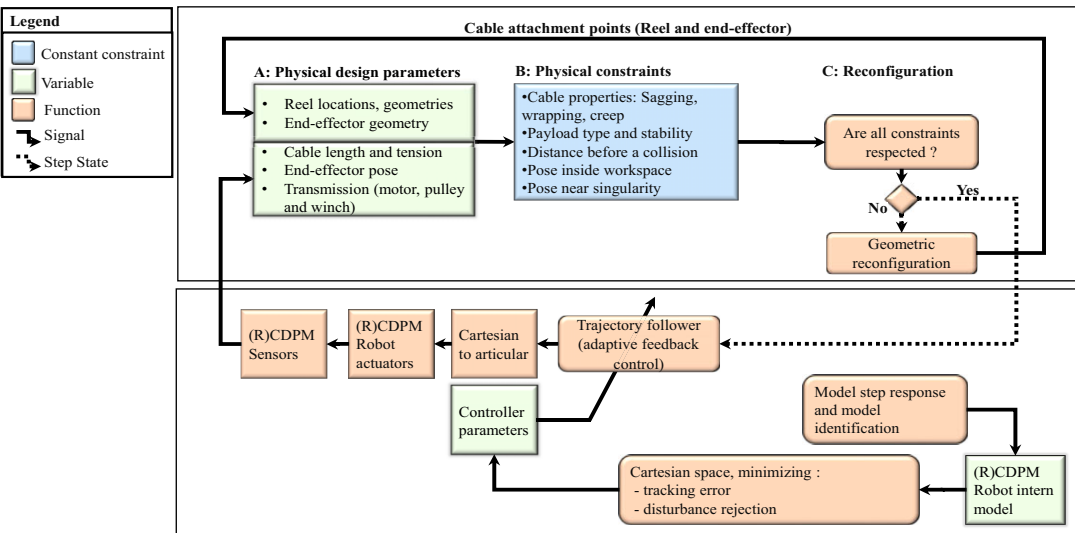 Legend
Constant constraint
Variable
Function
Signal
Step State
Cable attachment points (Reel and end-effector)
A: Physical design parameters
• Reel locations, geometries
• End-effector geometry
• Cable length and tension
• End-effector pose
• Transmission (motor, pulley
and winch)
B: Physical constraints
•Cable properties: Sagging,
wrapping, creep
•Payload type and stability
•Distance before a collision
•Pose inside workspace
•Pose near singularity
C: Reconfiguration
Are all constraints
respected ?
Yes
No
Geometric
reconfiguration
(R)CDPM
Sensors
(R)CDPM
Robot
actuators
Cartesian
to articular
Trajectory follower
(adaptive feedback
control)
Controller
parameters
Model step response
and model
identification
Cartesian space, minimizing :
- tracking error
- disturbance rejection
(R)CDPM
Robot intern
model